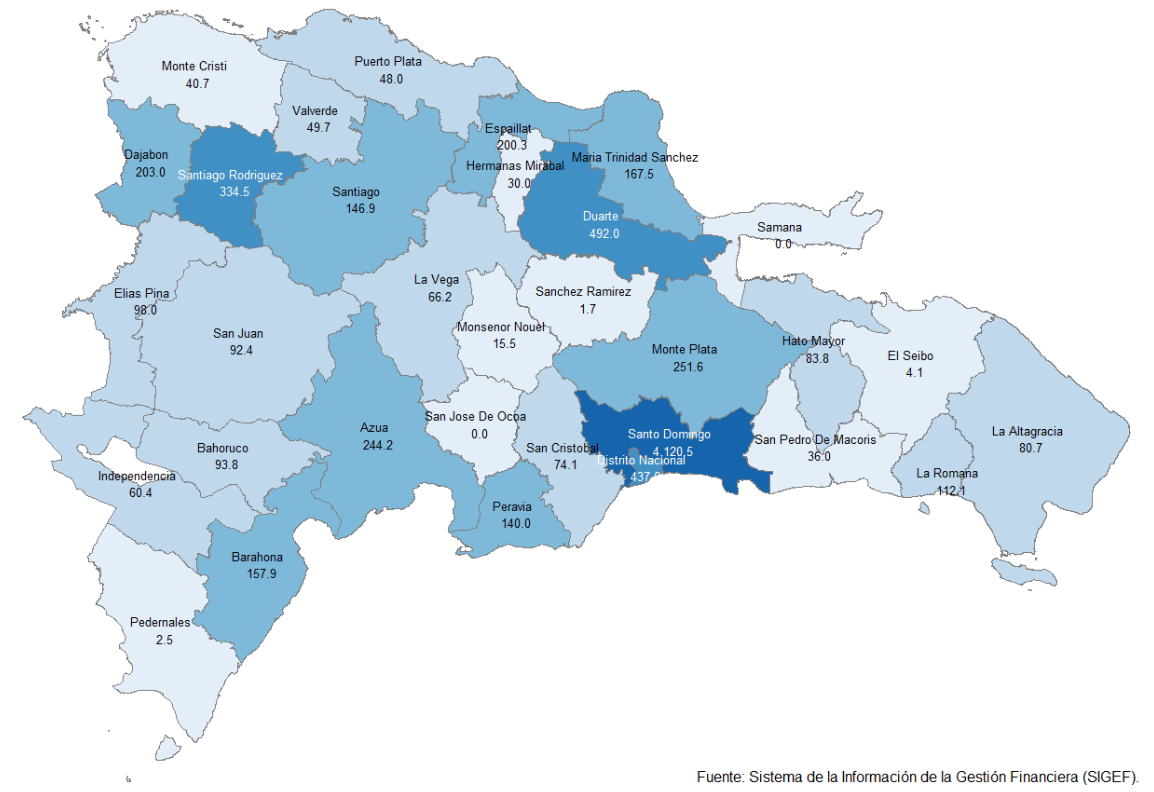 Monte Cristi
40.7
Puerto Plata
48.0
Valverde
49.7
Espaillat
200.3
Dajabon
203.0
Santiago Rodriguez
334.5
Santiago
146.9
Hermanas Mirabal
30.0
Maria Trinidad Sanchez
167.5
Duarte
492.0
Samana
0.0
Elias Pina
98.0
San Juan
92.4
La Vega
66.2
Sanchez Ramirez
1.7
Monsenor Nouèl
15.5
Monte Plata
251.6
Hato Mayor
83.8
El Seibo
4.1
San Jose De Ocoa
0.0
Azua
244.2
Bahoruco
93.8
Independencia
60.4
San Cristobal
74.1
Santo Domingo
4,120.5
Distrito Nacional
San Pedro De Macoris
36.0
La Romana
112.1
La Altagracia
80.7
Peravia
140.0
Barahona
157.9
Pedernales
2.5
Fuente: Sistema de la Información de la Gestión Financiera (SIGEF).